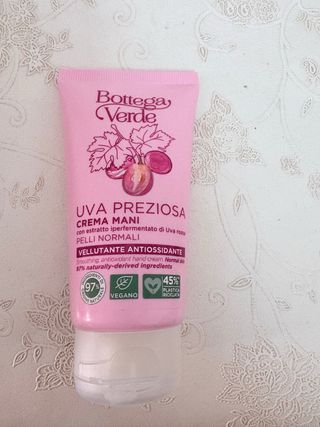 Bottega
Verde
UVA PREZIOSA
CREMA MANI
con estratto iperfermentato di Uva rossa
PELLI NORMALI
VELLUTANTE ANTIOSSIDANTE
Smoothing antioxidant hand cream Normal skin
97% naturally-derived ingredients
97%
VEGANO
45%
PLASTICA
RICICLATA